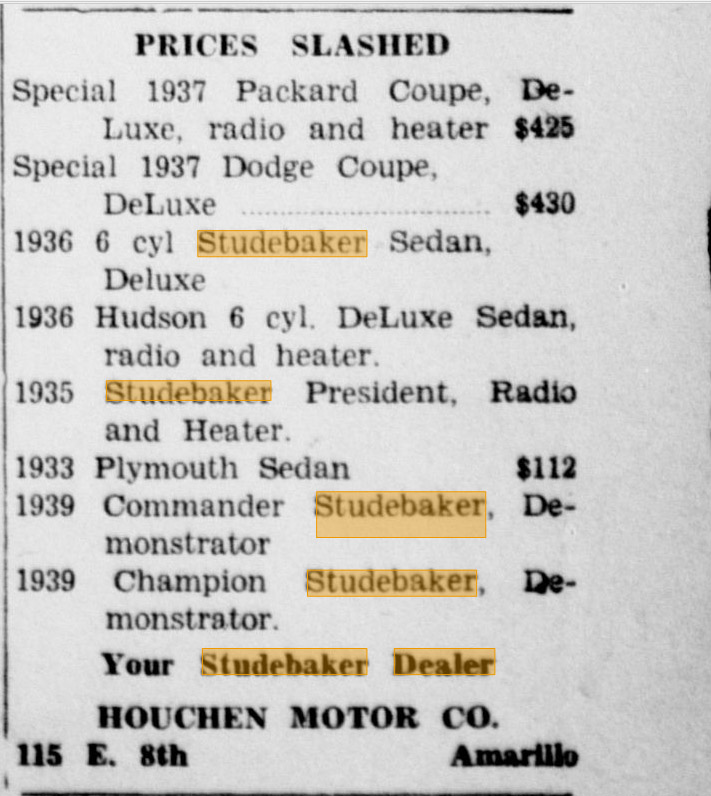 PRICES SLASHED
Special 1937 Packard Coupe, De-
Luxe, radio and heater $425
Special 1937 Dodge Coupe,
DeLuxe ........................ $430
1936 6 cyl Studebaker Sedan,
Deluxe
1936 Hudson 6 cyl. DeLuxe Sedan,
radio and heater.
1935 Studebaker President, Radio
and Heater.
1933 Plymouth Sedan $112
1939 Commander Studebaker, De-
monstrator
1939 Champion Studebaker, De-
monstrator.
Your Studebaker Dealer
HOUCHEN MOTOR CO.
115 E. 8th Amarillo